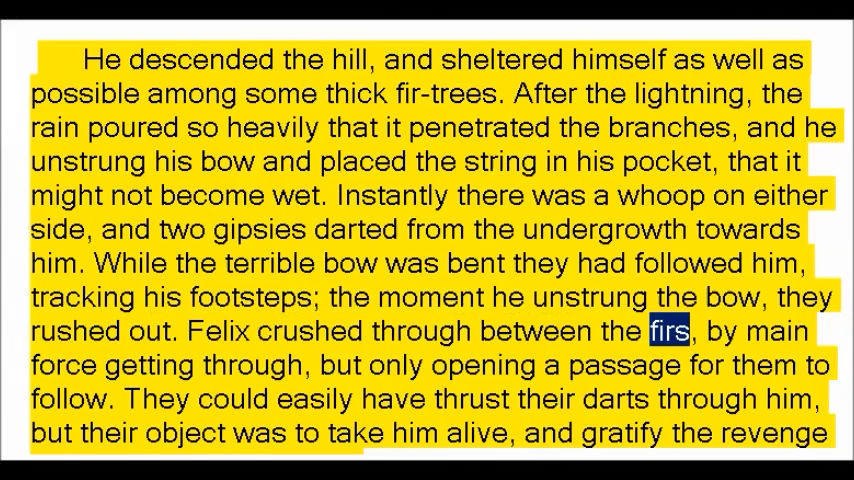 He descended the hill, and sheltered himself as well as
possible among some thick fir-trees. After the lightning, the
rain poured so heavily that it penetrated the branches, and he
unstrung his bow and placed the string in his pocket, that it
might not become wet. Instantly there was a whoop on either
side, and two gipsies darted from the undergrowth towards
him. While the terrible bow was bent they had followed him,
tracking his footsteps; the moment he unstrung the bow, they
rushed out. Felix crushed through between the firs, by main
force getting through, but only opening a passage for them to
follow. They could easily have thrust their darts through him,
but their object was to take him alive, and gratify the revenge